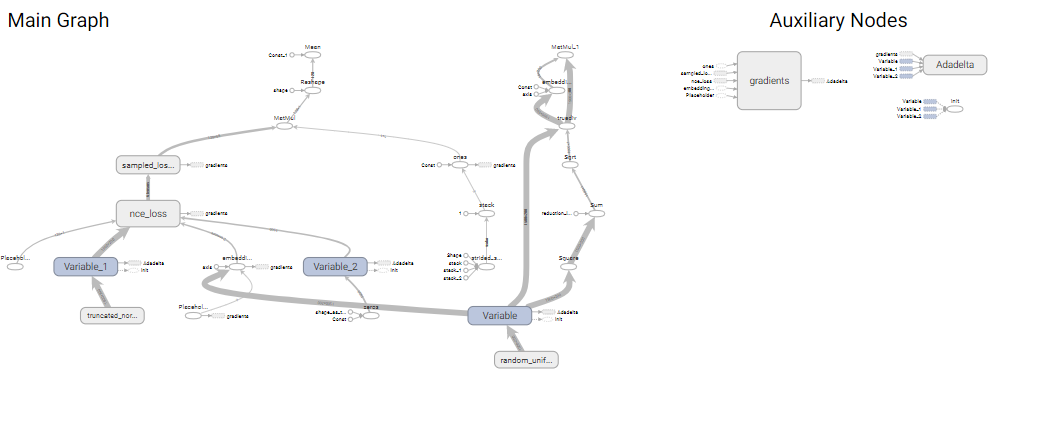 Main Graph
Auxiliary Nodes
Mean
Const_1
Reshape
shape
MatMul
MatMul_1
embeddi...
Const
axis
truediv
sampled_los...
gradients
ones
Const
gradients
Sqrt
nce_loss
gradients
stack
1
Sum
reduction_i...
Placehol...
Variable_1
Adadelta
init
embeddi...
axis
gradients
Variable_2
Adadelta
init
Shape
stack
stack_1
stack_2
strided_s...
Square
truncated_nor...
Placehol...
gradients
shape_as_t...
Const
zeros
Variable
Adadelta
init
random_unif...
ones
sampled_lo...
nce_loss
embedding...
Placeholder
gradients
Adadelta
gradients
Variable
Variable_1
Variable_2
Adadelta
Variable
Variable_1
Variable_2
init